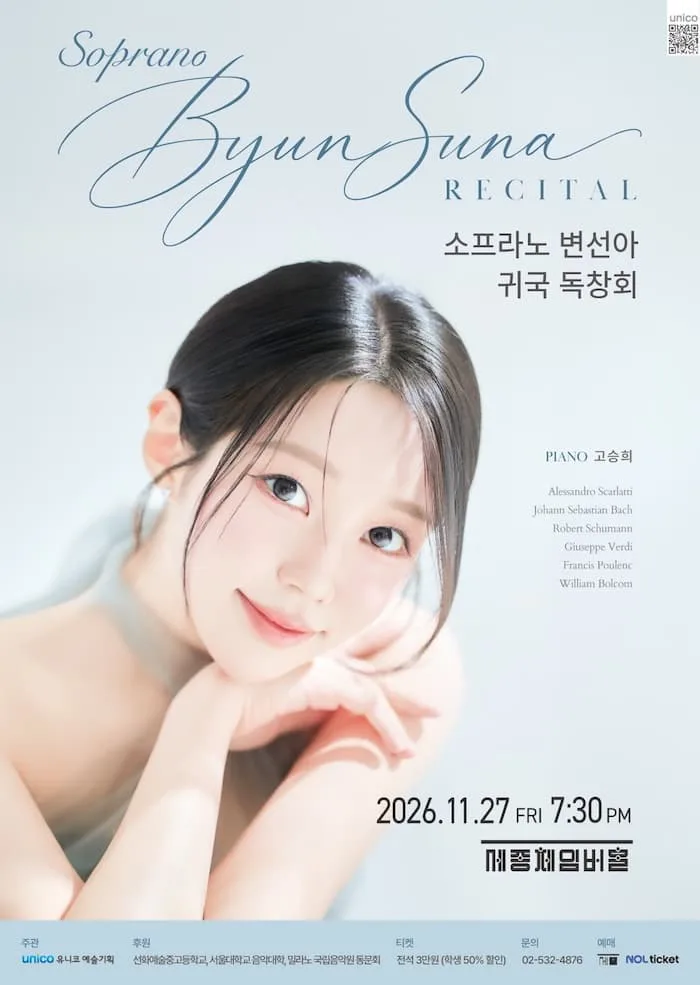 unico
Soprano
Byun Suna
RECITAL
소프라노 변선아
귀국 독창회
PIANO 고승희
Alessandro Scarlatti
Johann Sebastian Bach
Robert Schumann
Giuseppe Verdi
Francis Poulenc
William Bolcom
2026.11.27 FRI 7:30 PM
세종체임버홀
주관 후원 티켓 문의 예매
unico 유니코 예술기획 선화예술중고등학교, 서울대학교 음악대학, 밀라노 국립음악원 동문회 전석 3만원 (학생 50% 할인) 02-532-4876 NOL ticket